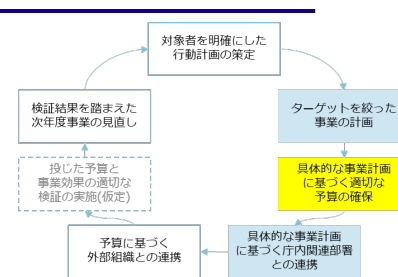 対象者を明確にした
行動計画の策定
検証結果を踏まえた
次年度事業の見直し
ターゲットを絞った
事業の計画
投じた予算と
事業効果の適切な
検証の実施(仮定)
具体的な事業計画
に基づく適切な
予算の確保
予算に基づく
外部組織との連携
具体的な事業計画
に基づく庁内関連部署
との連携